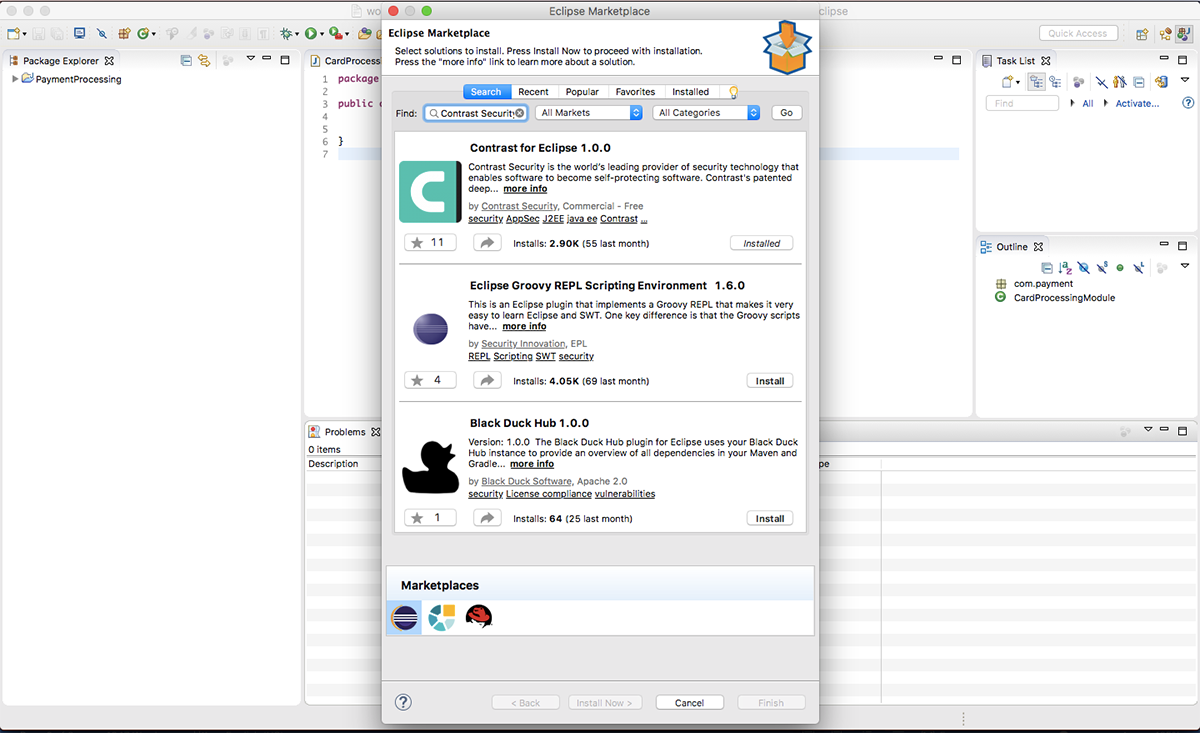 wo
Eclipse Marketplace
clipse
Quick Access
Package Explorer
PaymentProcessing
CardProcess
1 package
2
3 public c
4
5
6 }
7
Eclipse Marketplace
Select solutions to install. Press Install Now to proceed with installation.
Press the "more info" link to learn more about a solution.
Search Recent Popular Favorites Installed
Find: Contrast Security All Markets All Categories Go
Contrast for Eclipse 1.0.0
Contrast Security is the world's leading provider of security technology that
enables software to become self-protecting software. Contrast's patented
deep... more info
by Contrast Security, Commercial - Free
security AppSec J2EE java ee Contrast ...
11 Installs: 2.90K (55 last month) Installed
Eclipse Groovy REPL Scripting Environment 1.6.0
This is an Eclipse plugin that implements a Groovy REPL that makes it very
easy to learn Eclipse and SWT. One key difference is that the Groovy scripts
have... more info
by Security Innovation, EPL
REPL Scripting SWT security
4 Installs: 4.05K (69 last month) Install
Black Duck Hub 1.0.0
Version: 1.0.0 The Black Duck Hub plugin for Eclipse uses your Black Duck
Hub instance to provide an overview of all dependencies in your Maven and
Gradle... more info
by Black Duck Software, Apache 2.0
security License compliance vulnerabilities
1 Installs: 64 (25 last month) Install
Marketplaces
? < Back Install Now > Cancel Finish
Task List
Find All Activate... ?
Outline
com.payment
CardProcessingModule
Problems
0 items
Description
pe